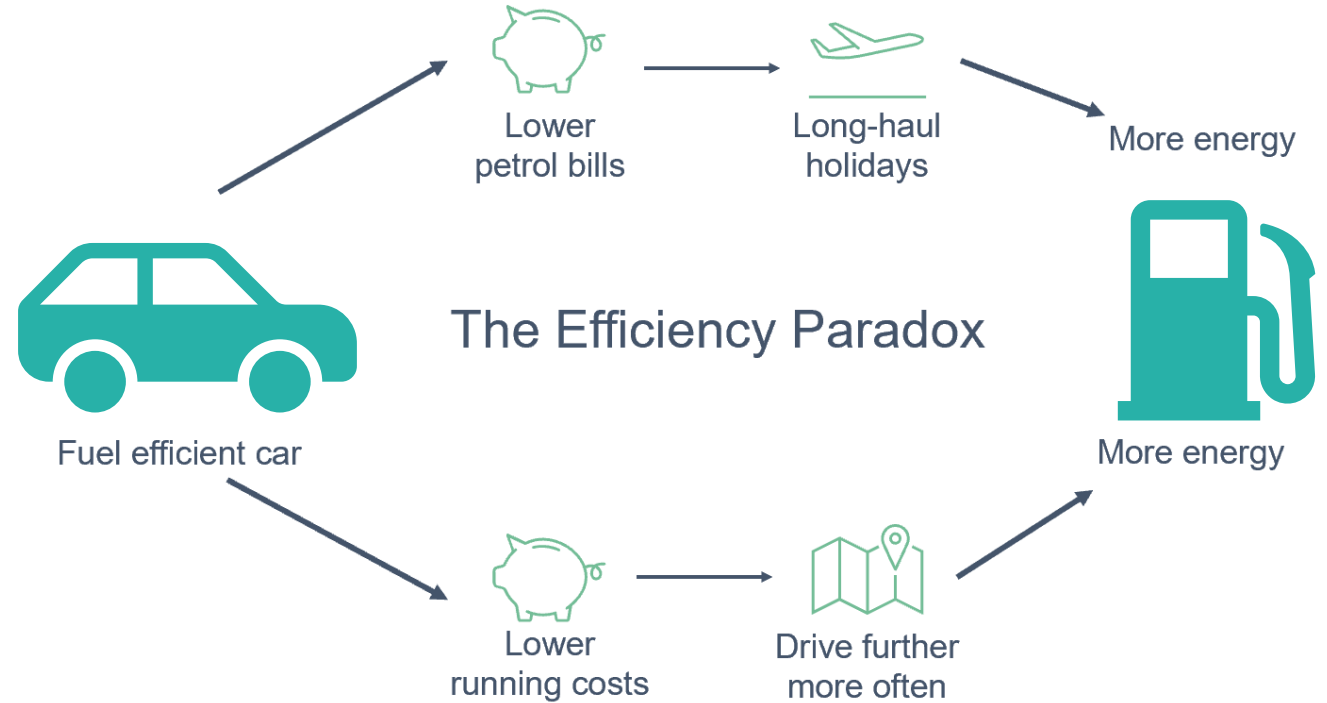 Lower
petrol bills
Long-haul
holidays
More energy
The Efficiency Paradox
Fuel efficient car
More energy
Lower
running costs
Drive further
more often